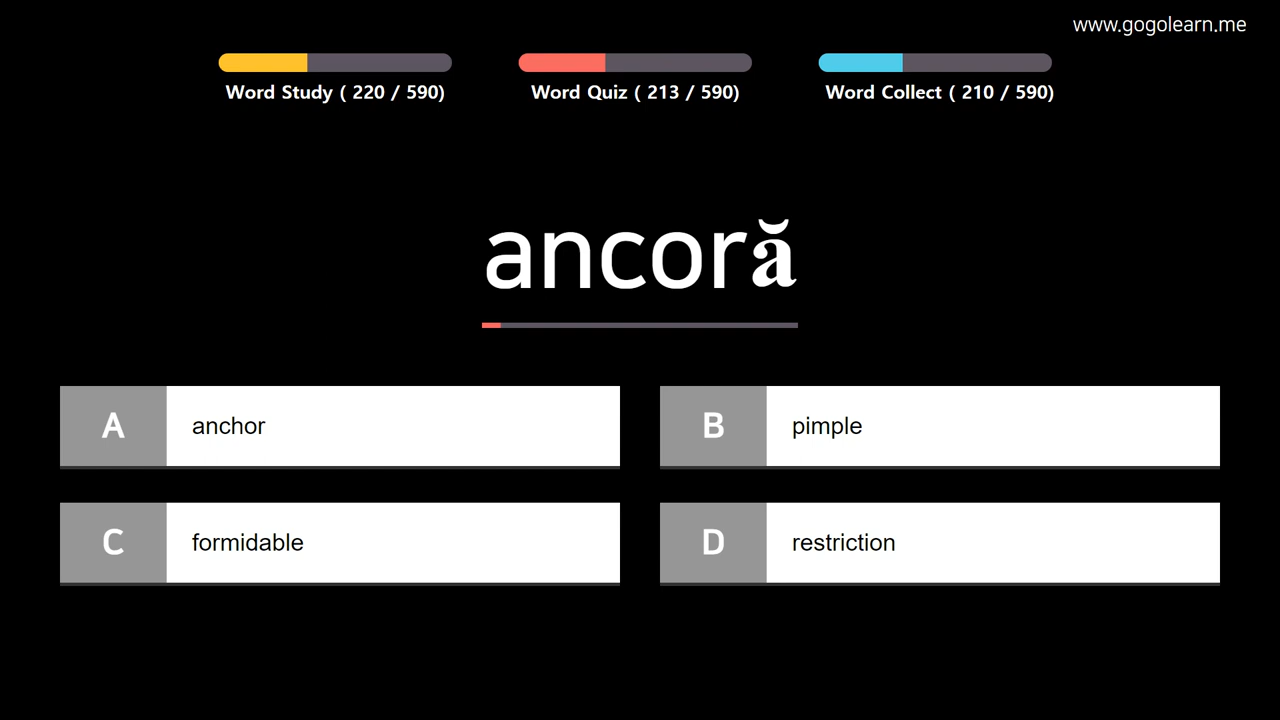 www.gogolearn.me
Word Study ( 220 / 590)
Word Quiz ( 213 / 590)
Word Collect ( 210 / 590)
ancoră
A anchor
B pimple
C formidable
D restriction